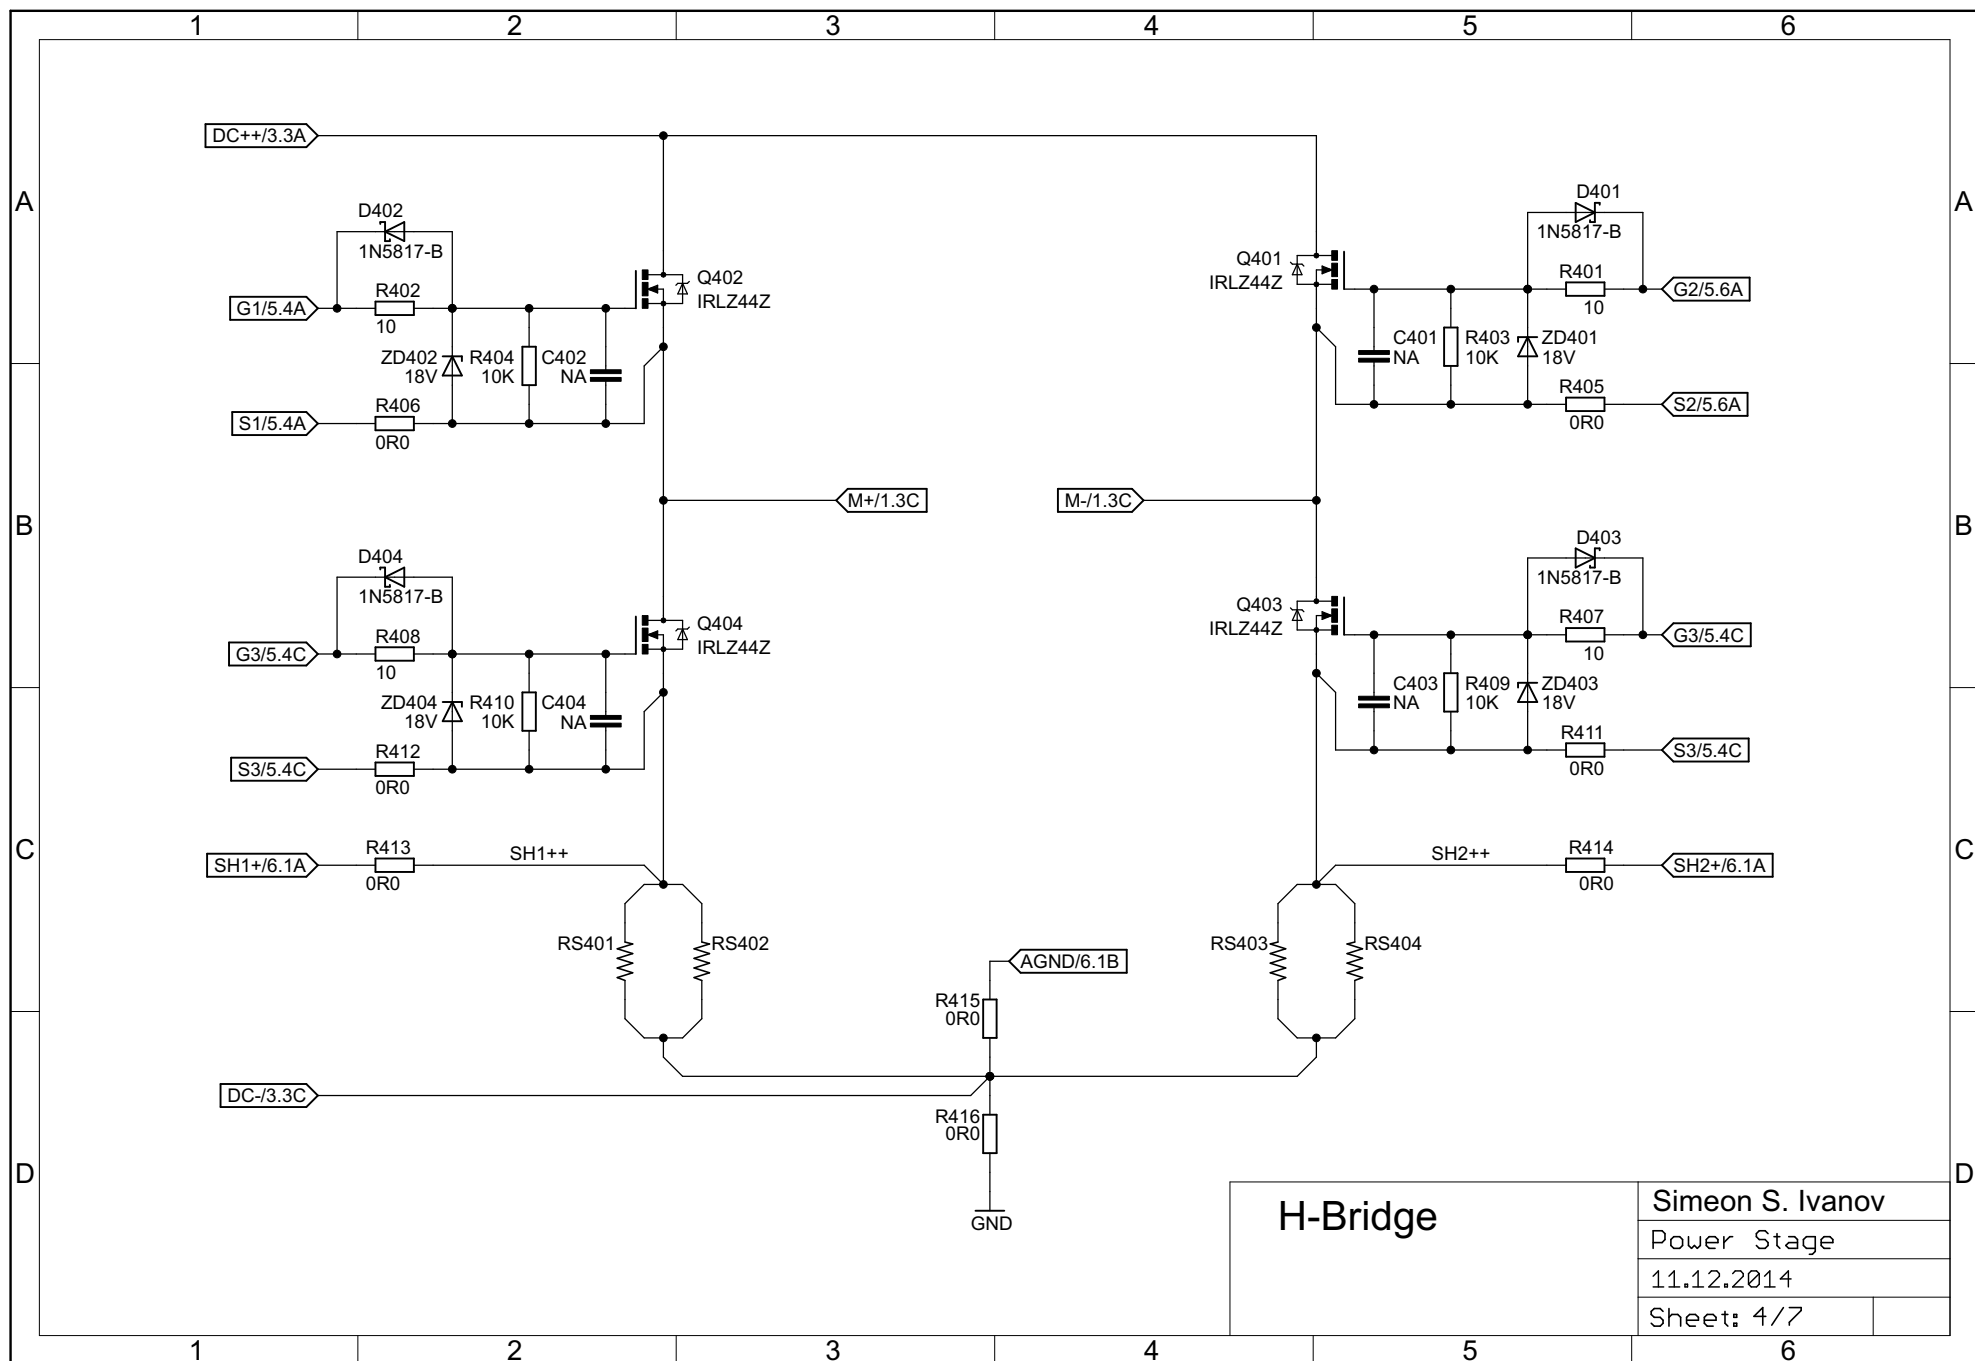 1 2 3 4 5 6
DC++/3.3A
A A
D402
1N5817-B
R402
G1/5.4A
10
ZD402
18V
R404
10K
C402
NA
R406
S1/5.4A
0R0
Q402
IRLZ44Z
D401
1N5817-B
Q401
IRLZ44Z
R401
G2/5.6A
10
C401
NA
R403
10K
ZD401
18V
R405
S2/5.6A
0R0
M+/1.3C
M-/1.3C
B B
D404
1N5817-B
R408
G3/5.4C
10
ZD404
18V
R410
10K
C404
NA
R412
S3/5.4C
0R0
Q404
IRLZ44Z
D403
1N5817-B
Q403
IRLZ44Z
R407
G3/5.4C
10
C403
NA
R409
10K
ZD403
18V
R411
S3/5.4C
0R0
C C
R413
SH1+/6.1A
0R0
SH1++
SH2++
R414
SH2+/6.1A
0R0
RS401
RS402
RS403
RS404
AGND/6.1B
R415
0R0
DC-/3.3C
R416
0R0
GND
D D
H-Bridge
Simeon S. Ivanov
Power Stage
11.12.2014
Sheet: 4/7
1 2 3 4 5 6